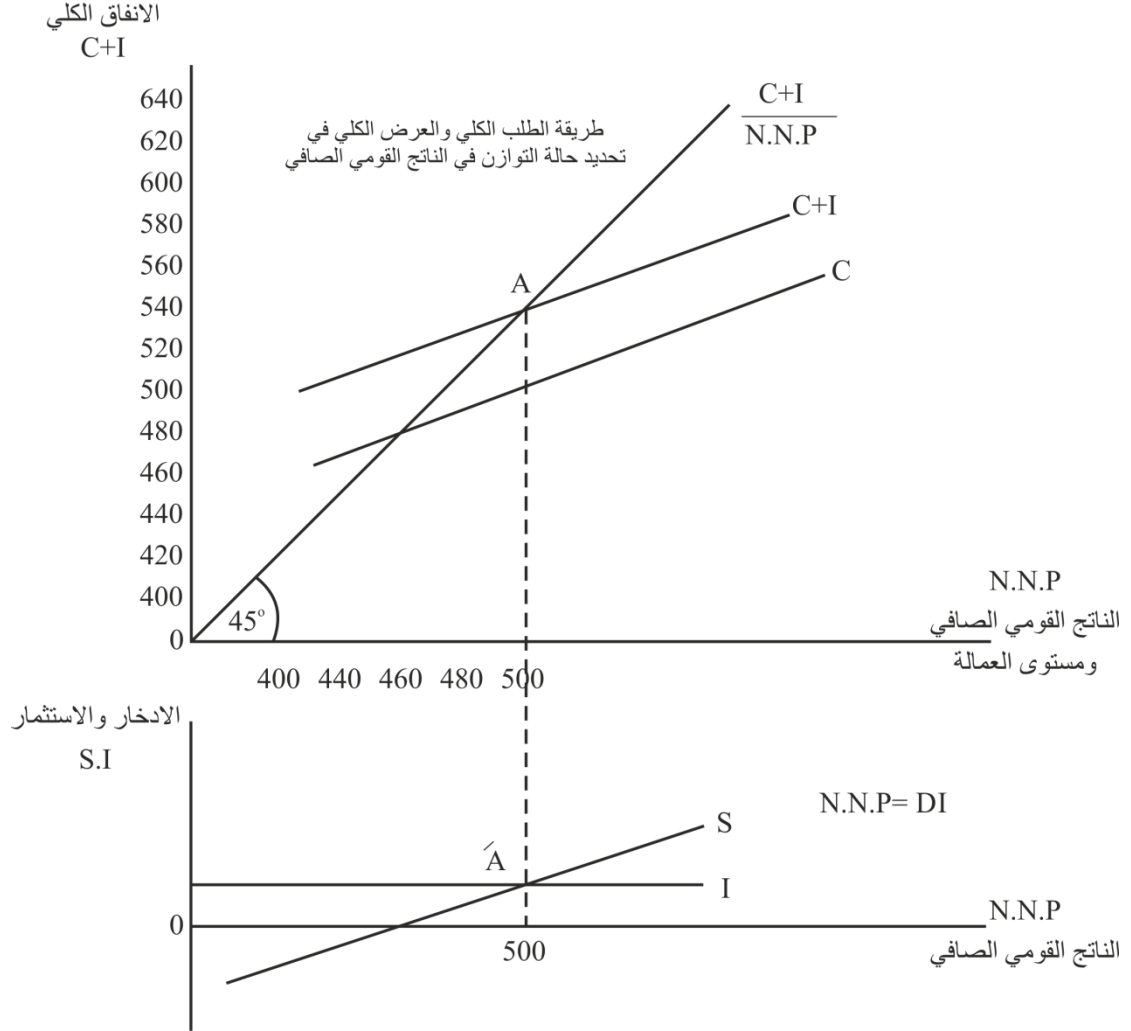 الانفاق الكلي
C+I
640
620
600
580
560
540
520
500
480
460
440
420
400
0
طريقة الطلب الكلي والعرض الكلي في
تحديد حالة التوازن في الناتج القومي الصافي
C+I
N.N.P
C+I
C
A
45°
N.N.P
الناتج القومي الصافي
ومستوى العمالة
400 440 460 480 500
الادخار والاستثمار
S.I
N.N.P= DI
S
Á
I
0
500
N.N.P
الناتج القومي الصافي